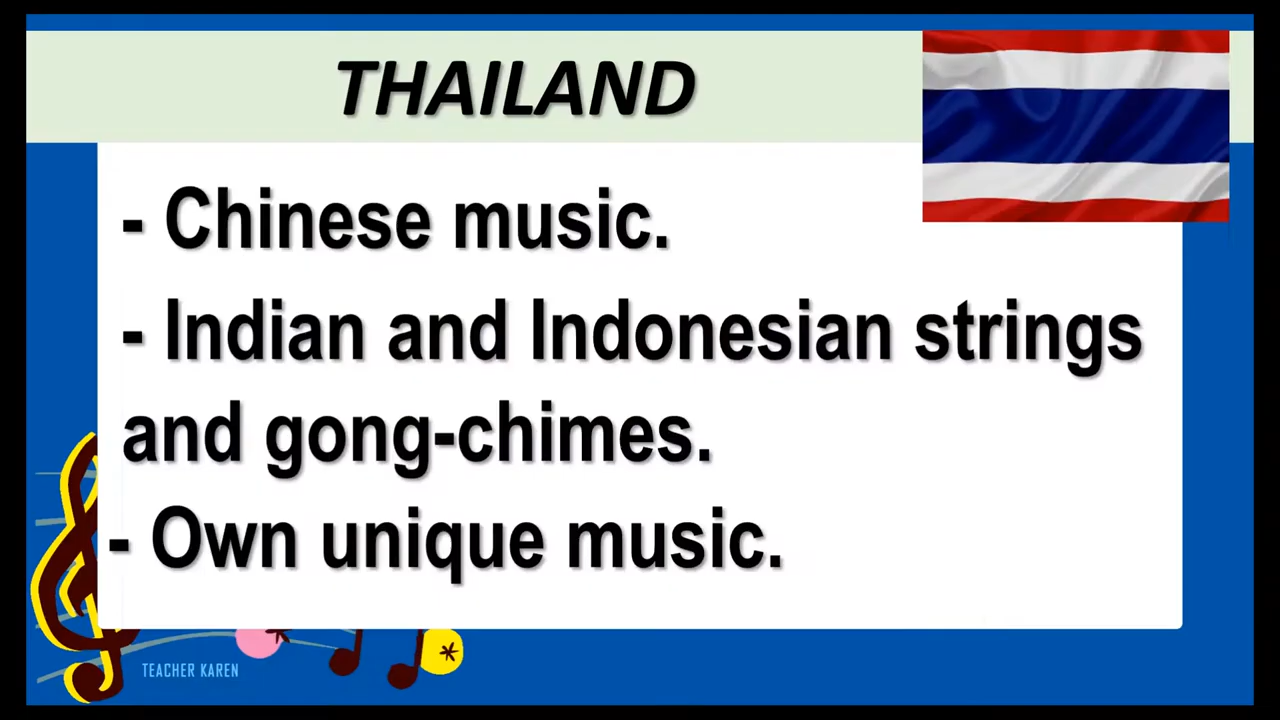 THAILAND
- Chinese music.
- Indian and Indonesian strings
and gong-chimes.
- Own unique music.
TEACHER KAREN